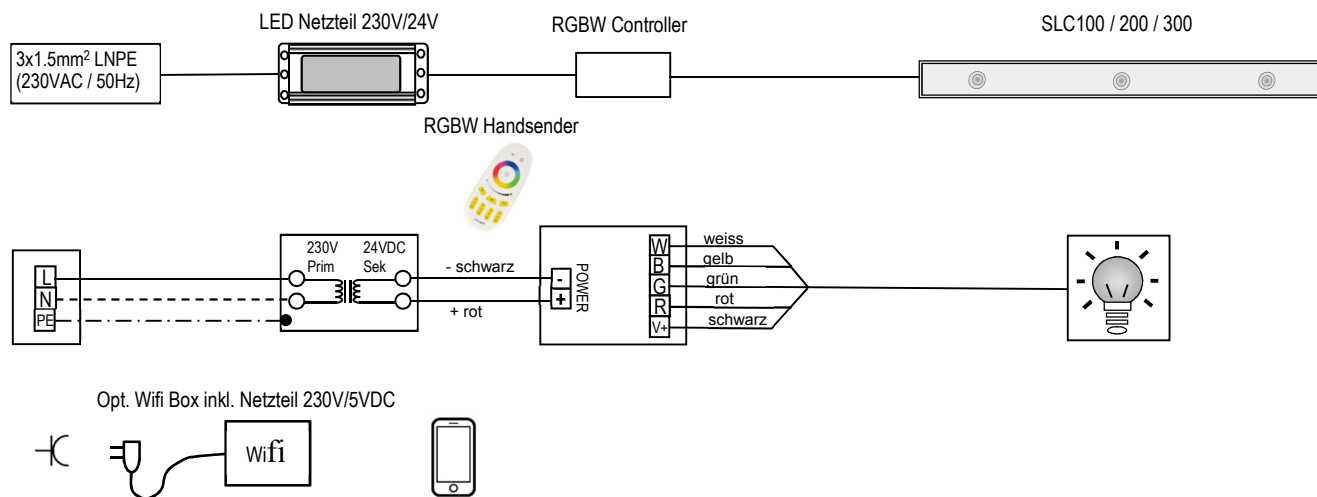 LED Netzteil 230V/24V
RGBW Controller
SLC100 / 200 / 300
3x1.5mm² LNPE
(230VAC / 50Hz)
RGBW Handsender
L
N
PE
230V
Prim
24VDC
Sek
- schwarz
+ rot
-
+
POWER
W
B
G
R
V+
weiss
gelb
grün
rot
schwarz
Opt. Wifi Box inkl. Netzteil 230V/5VDC
Wifi